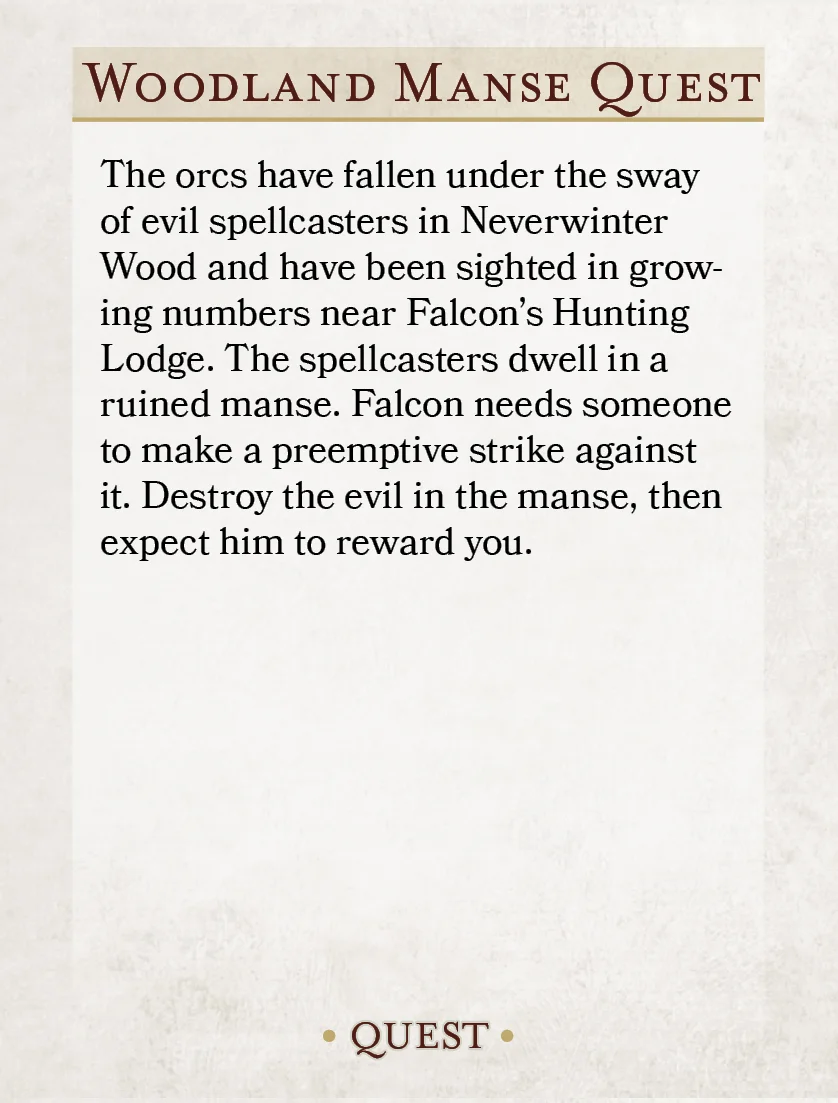 Woodland Manse Quest
The orcs have fallen under the sway
of evil spellcasters in Neverwinter
Wood and have been sighted in grow-
ing numbers near Falcon’s Hunting
Lodge. The spellcasters dwell in a
ruined manse. Falcon needs someone
to make a preemptive strike against
it. Destroy the evil in the manse, then
expect him to reward you.
• QUEST •